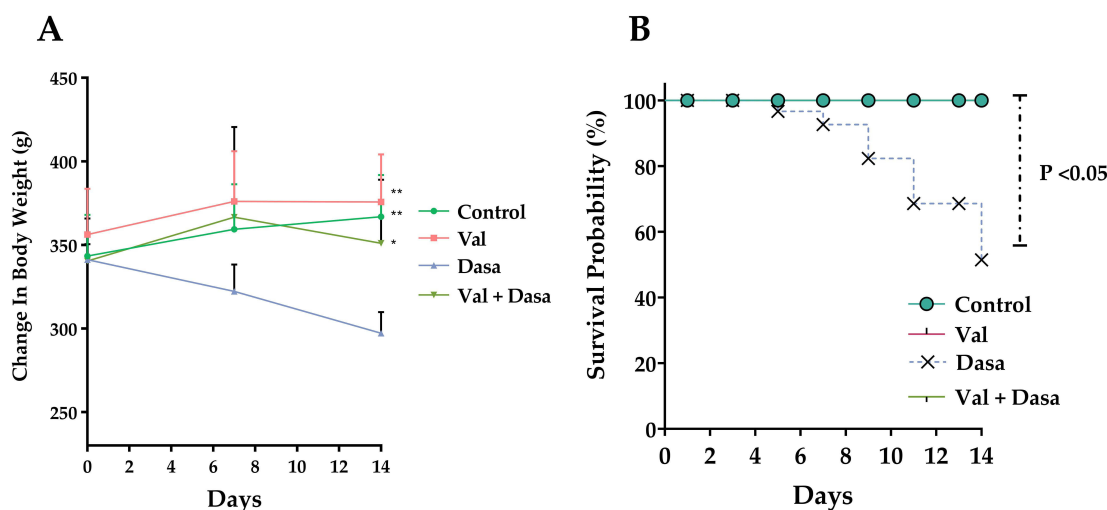 A
Change In Body Weight (g)
450
400
350
300
250
**
**
*
0
2
4
6
8
10
12
14
Days
Control
Val
Dasa
Val + Dasa
B
Survival Probability (%)
100
80
60
40
20
0
P <0.05
Control
Val
Dasa
Val + Dasa
0
2
4
6
8
10
12
14
Days